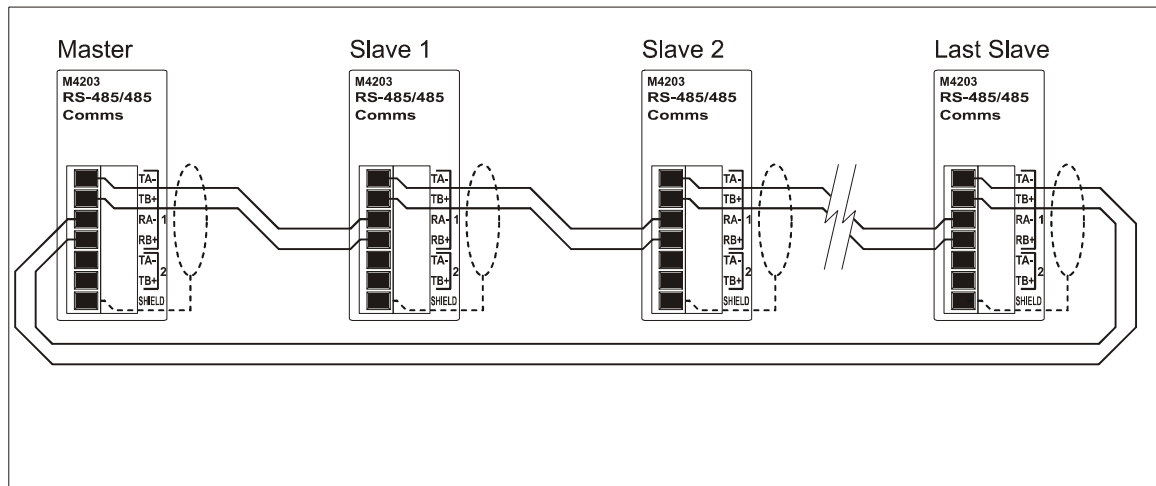 Master
M4203
RS-485/485
Comms
TA-
TB+
RA-
1
RB+
TA-
2
TB+
SHIELD
Slave 1
M4203
RS-485/485
Comms
TA-
TB+
RA-
1
RB+
TA-
2
TB+
SHIELD
Slave 2
M4203
RS-485/485
Comms
TA-
TB+
RA-
1
RB+
TA-
2
TB+
SHIELD
Last Slave
M4203
RS-485/485
Comms
TA-
TB+
RA-
1
RB+
TA-
2
TB+
SHIELD